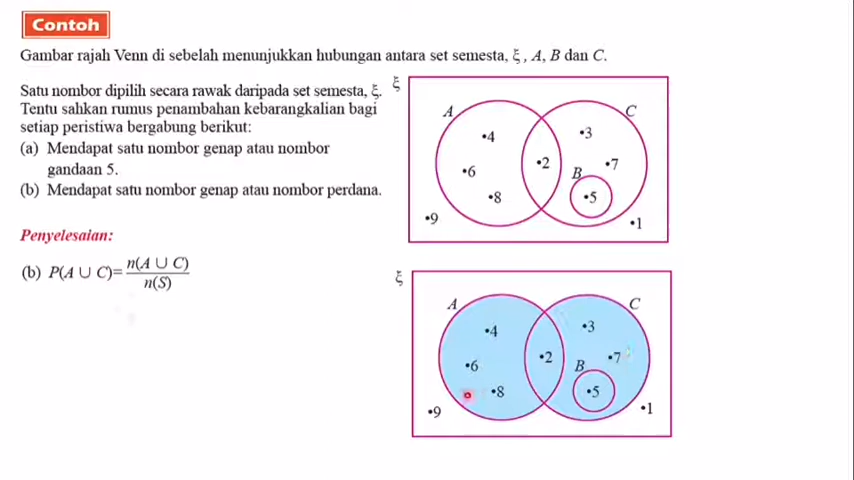 Contoh
Gambar rajah Venn di sebelah menunjukkan hubungan antara set semesta, ξ , A, B dan C.
Satu nombor dipilih secara rawak daripada set semesta, ξ.
Tentu sahkan rumus penambahan kebarangkalian bagi
setiap peristiwa bergabung berikut:
(a) Mendapat satu nombor genap atau nombor
gandaan 5.
(b) Mendapat satu nombor genap atau nombor perdana.
ξ
A
C
•4
•3
•2
•7
•6
B
•8
•5
•9
•1
Penyelesaian:
(b) P(A ∪ C)=
n(A ∪ C)
n(S)
ξ
A
C
•4
•3
•2
•7
•6
B
•8
•5
•9
•1